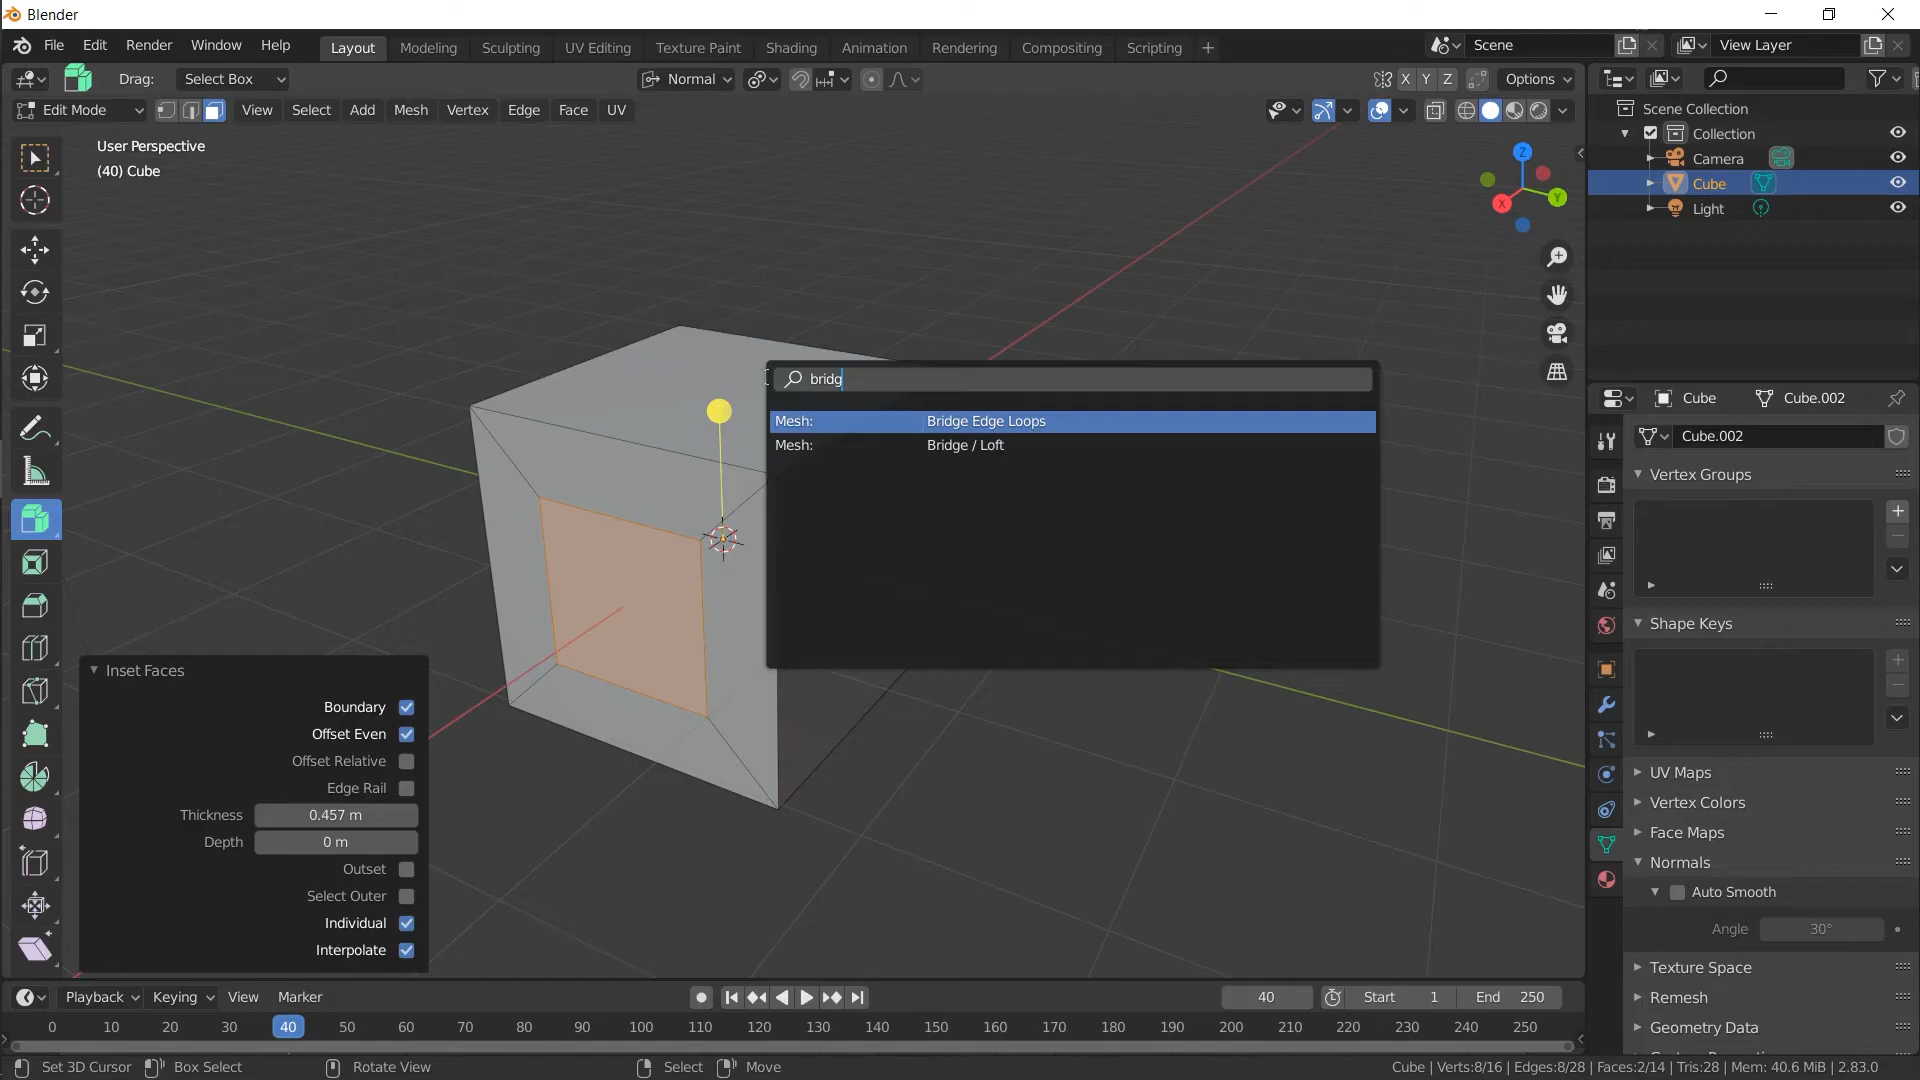 Blender
File Edit Render Window Help Layout Modeling Sculpting UV Editing Texture Paint Shading Animation Rendering Compositing Scripting + Scene View Layer
Drag: Select Box Normal X Y Z Options
Edit Mode View Select Add Mesh Vertex Edge Face UV
User Perspective
(40) Cube
Z
Y
X
Scene Collection
Collection
Camera
Cube
Light
bridg
Mesh: Bridge Edge Loops
Mesh: Bridge / Loft
Cube Cube.002
Cube.002
Vertex Groups
Shape Keys
UV Maps
Vertex Colors
Face Maps
Normals
Auto Smooth
Angle 30°
Texture Space
Remesh
Geometry Data
Inset Faces
Boundary
Offset Even
Offset Relative
Edge Rail
Thickness 0.457 m
Depth 0 m
Outset
Select Outer
Individual
Interpolate
Playback Keying View Marker 40 Start 1 End 250
0 10 20 30 40 50 60 70 80 90 100 110 120 130 140 150 160 170 180 190 200 210 220 230 240 250
Set 3D Cursor Box Select Rotate View Select Move Cube | Verts:8/16 | Edges:8/28 | Faces:2/14 | Tris:28 | Mem: 40.6 MiB | 2.83.0